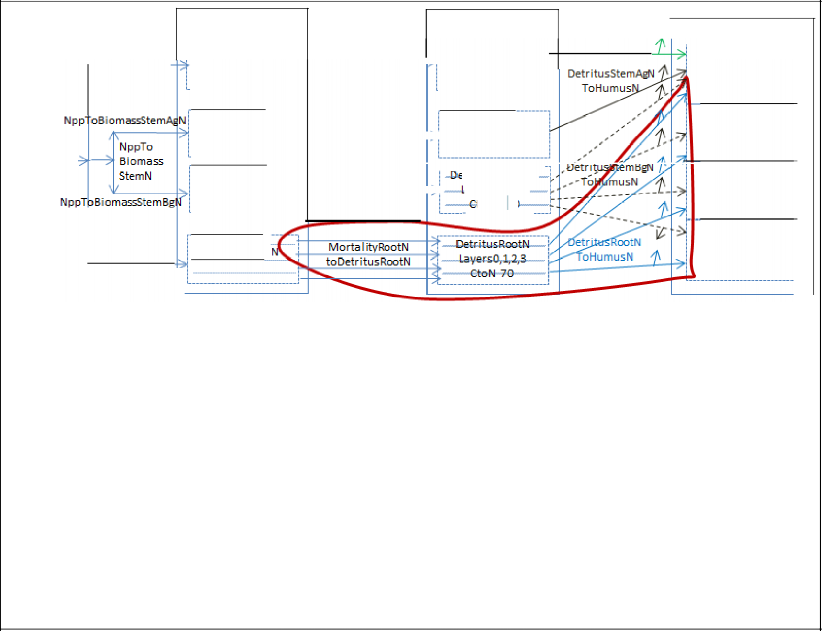 NppToBiomassStemAgN
NppTo
Biomass
StemN
NppToBiomassStemBgN
N
MortalityRootN
toDetritusRootN
De
DetritusRootN
Layers0,1,2,3
CtoN 70
DetritusStemAgN
ToHumusN
DetritusStemBgN
ToHumusN
DetritusRootN
ToHumusN